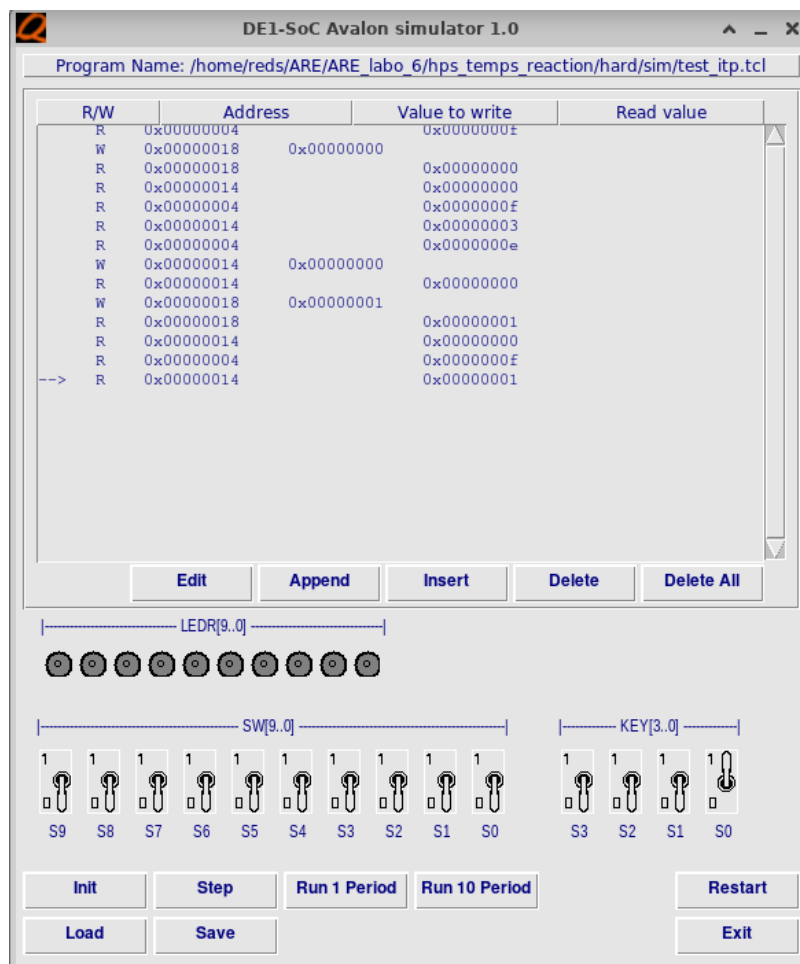 DE1-SoC Avalon simulator 1.0
Program Name: /home/reds/ARE/ARE_labo_6/hps_temps_reaction/hard/sim/test_itp.tcl
R/W Address Value to write Read value
R 0x00000004 0x0000000f
W 0x00000018 0x00000000
R 0x00000018 0x00000000
R 0x00000014 0x00000000
R 0x00000004 0x0000000f
R 0x00000014 0x00000003
R 0x00000004 0x0000000e
W 0x00000014 0x00000000
R 0x00000014 0x00000000
W 0x00000018 0x00000001
R 0x00000018 0x00000001
R 0x00000014 0x00000000
R 0x00000004 0x0000000f
--> R 0x00000014 0x00000001
Edit Append Insert Delete Delete All
|------------------------------- LEDR[9..0] -------------------------------|
|----------------------------------------------- SW[9..0] -------------------------------------------------| |------------ KEY[3..0] ------------|
1 1 1 1 1 1 1 1 1 1 1 1 1 1
0 0 0 0 0 0 0 0 0 0 0 0 0 0
S9 S8 S7 S6 S5 S4 S3 S2 S1 S0 S3 S2 S1 S0
Init Step Run 1 Period Run 10 Period Restart
Load Save Exit